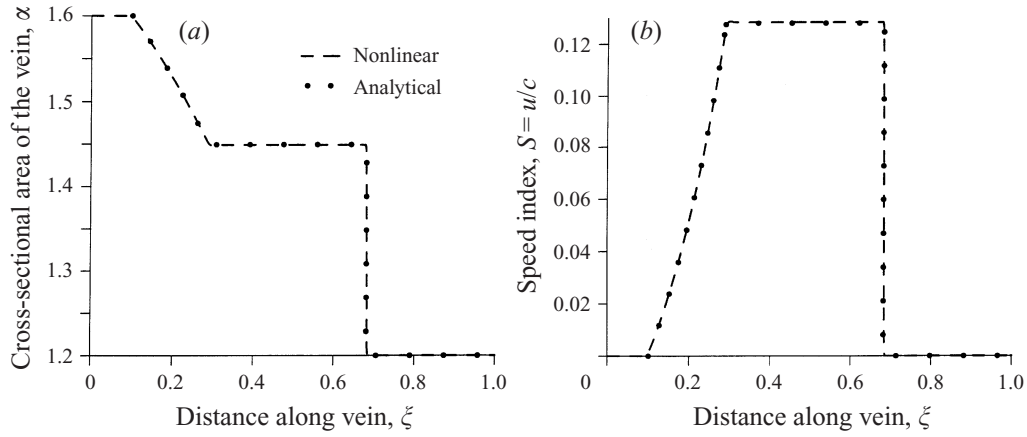 (a)
Nonlinear
Analytical
Cross-sectional area of the vein, α
1.6
1.5
1.4
1.3
1.2
0
0.2
0.4
0.6
0.8
1.0
Distance along vein, ξ
(b)
Speed index, S = u/c
0.12
0.10
0.08
0.06
0.04
0.02
0
0.2
0.4
0.6
0.8
1.0
Distance along vein, ξ